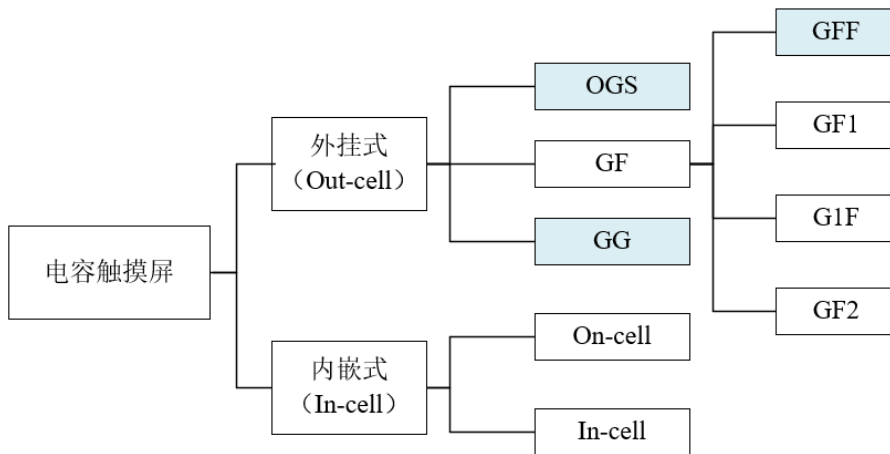 电容触摸屏
外挂式
（Out-cell）
OGS
GF
GG
GFF
GF1
G1F
GF2
内嵌式
（In-cell）
On-cell
In-cell